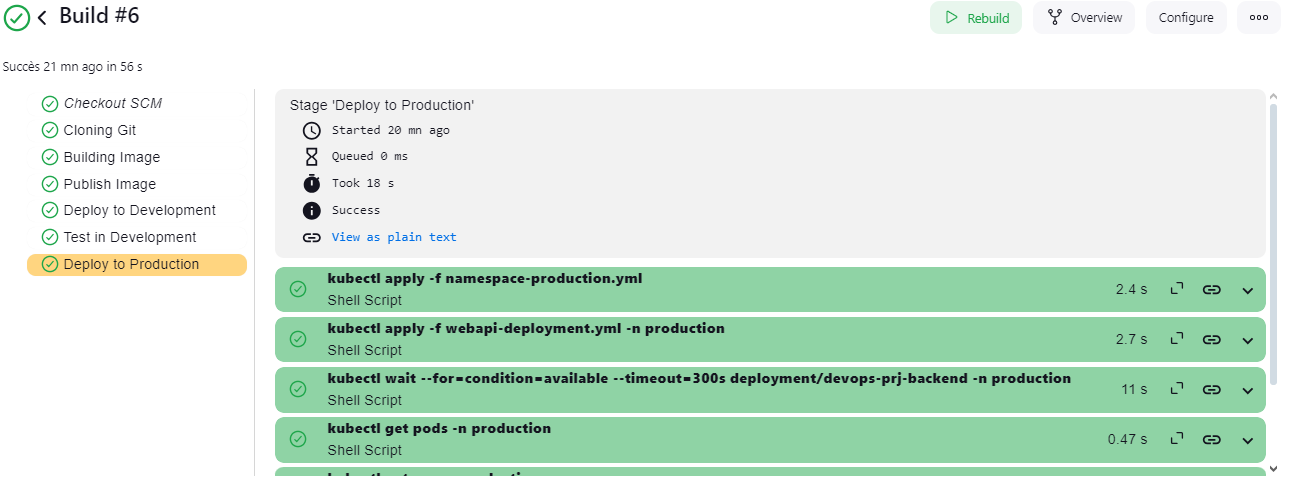 Build #6
Rebuild
Overview
Configure
Succès 21 mn ago in 56 s
Checkout SCM
Cloning Git
Building Image
Publish Image
Deploy to Development
Test in Development
Deploy to Production
Stage 'Deploy to Production'
Started 20 mn ago
Queued 0 ms
Took 18 s
Success
View as plain text
kubectl apply -f namespace-production.yml
Shell Script
2.4 s
kubectl apply -f webapi-deployment.yml -n production
Shell Script
2.7 s
kubectl wait --for=condition=available --timeout=300s deployment/devops-prj-backend -n production
Shell Script
11 s
kubectl get pods -n production
Shell Script
0.47 s